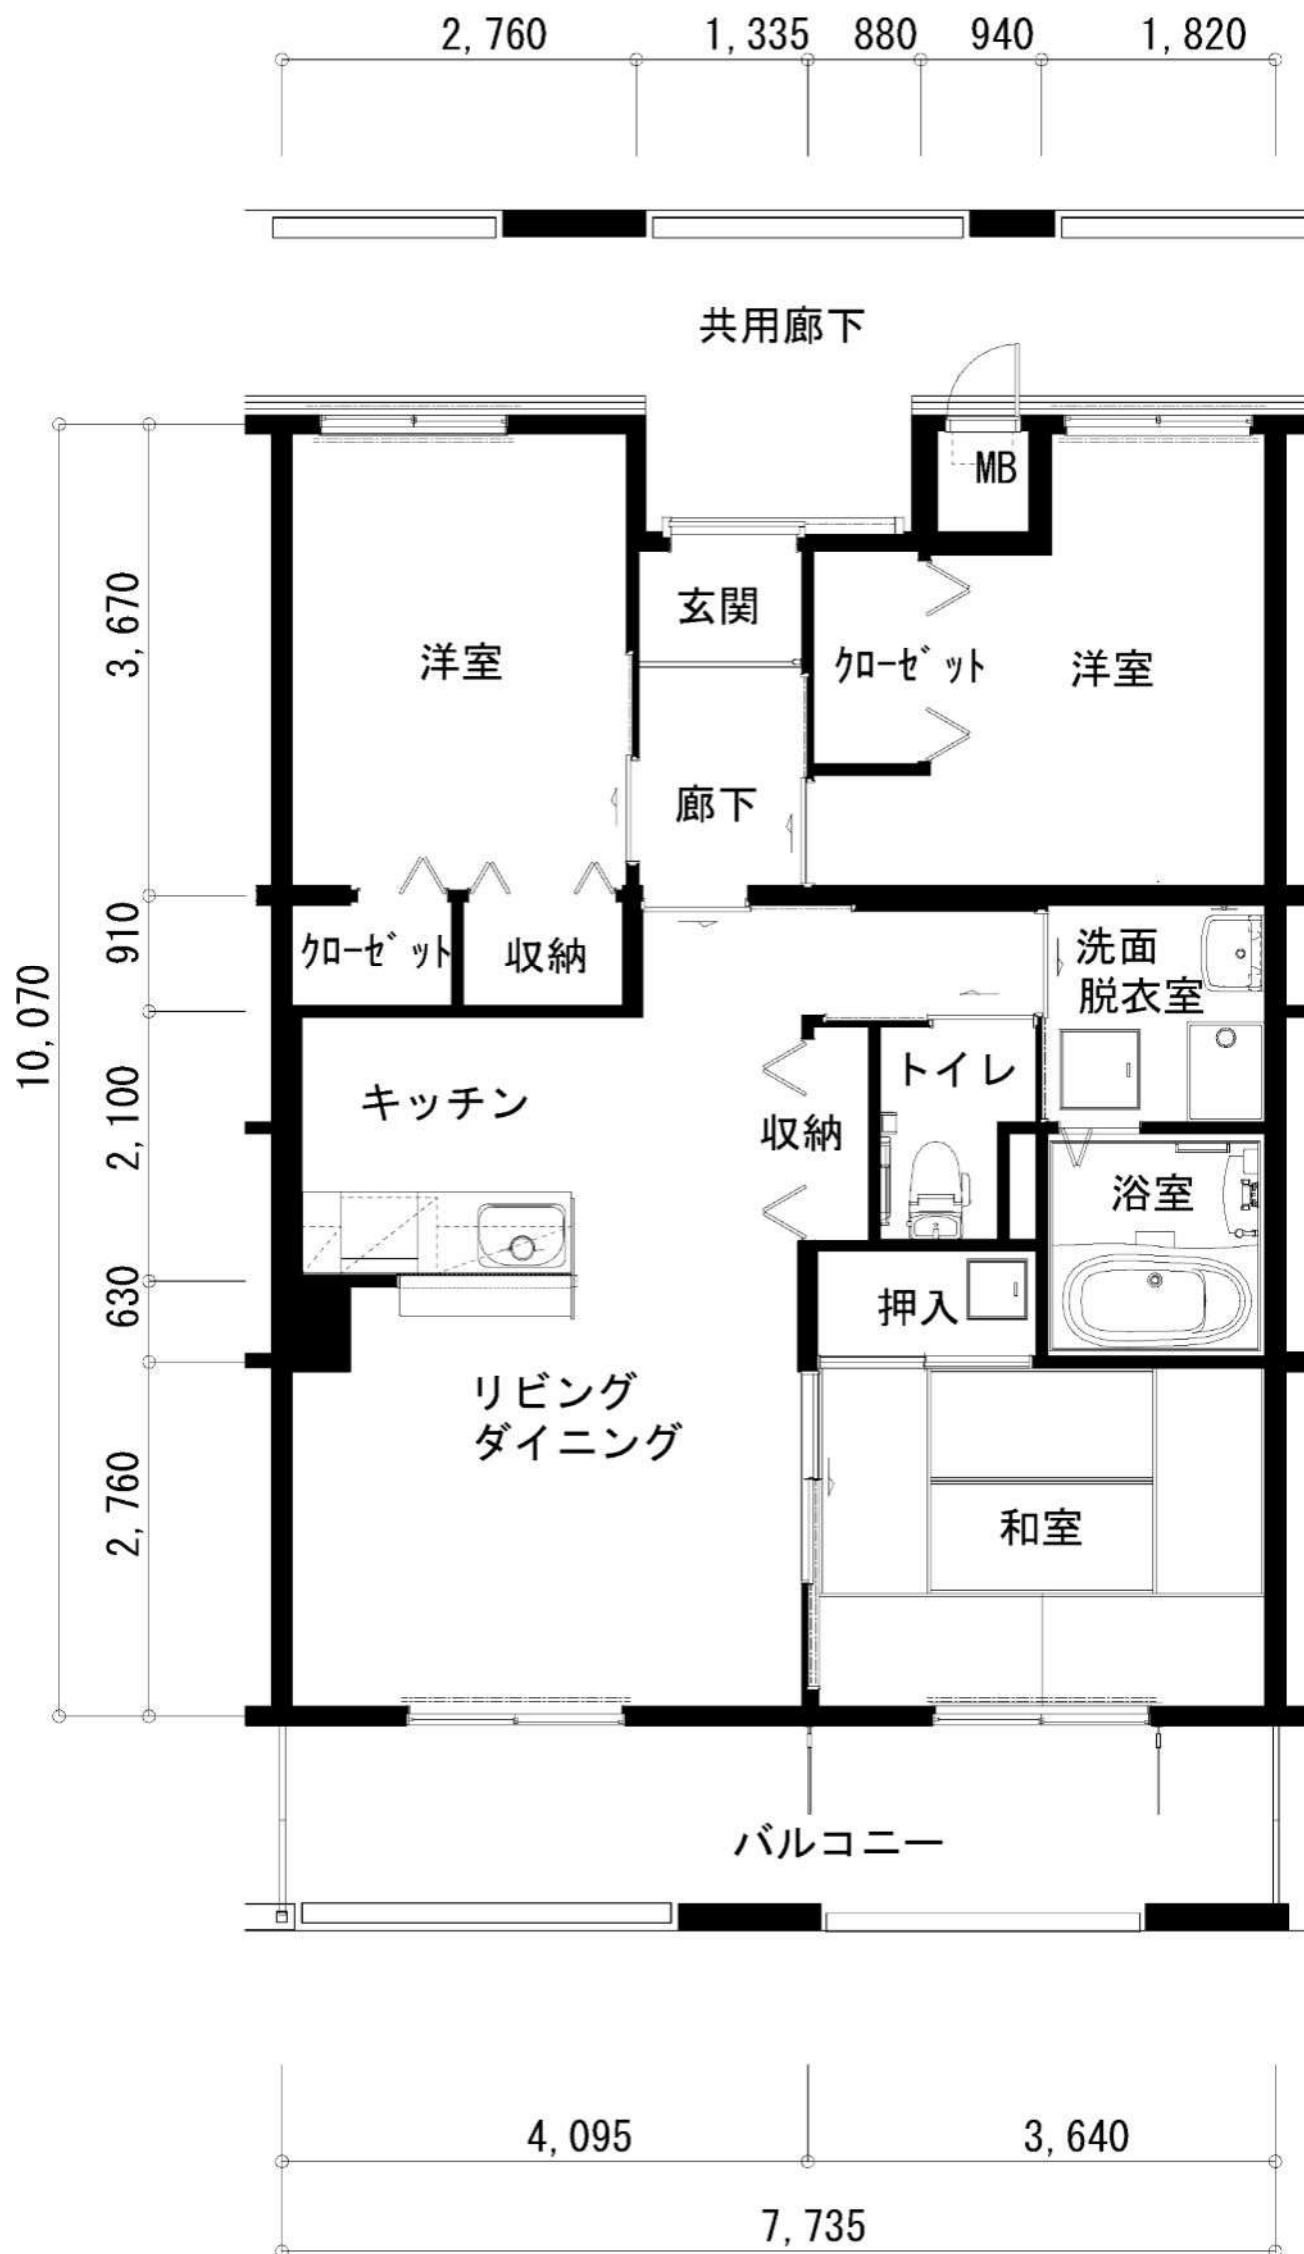 2,760
1,335
880
940
1,820
共用廊下
MB
玄関
洋室
クローゼット
洋室
3,670
廊下
910
クローゼット
収納
洗面
脱衣室
10,070
2,100
キッチン
トイレ
収納
浴室
630
押入
リビング
ダイニング
2,760
和室
バルコニー
4,095
3,640
7,735